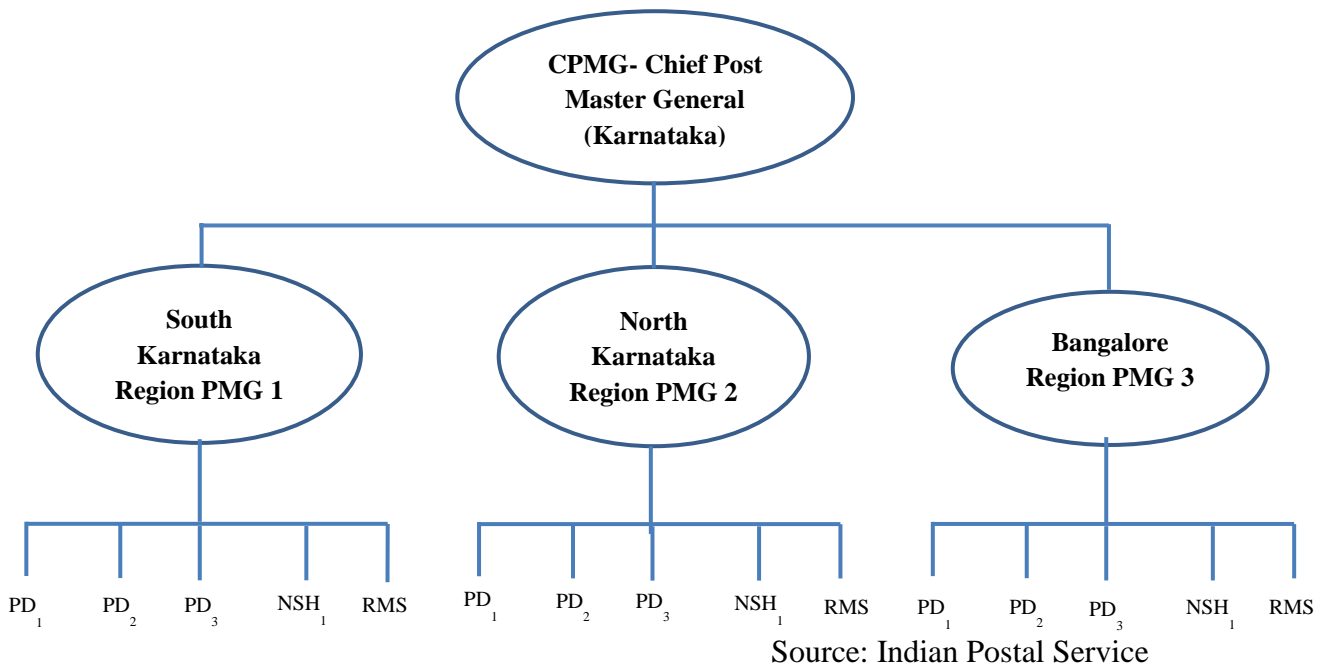 CPMG- Chief Post
Master General
(Karnataka)
South
Karnataka
Region PMG 1
North
Karnataka
Region PMG 2
Bangalore
Region PMG 3
PD₁ PD₂ PD₃ NSH₁ RMS
PD₁ PD₂ PD₃ NSH₁ RMS
PD₁ PD₂ PD₃ NSH₁ RMS
Source: Indian Postal Service